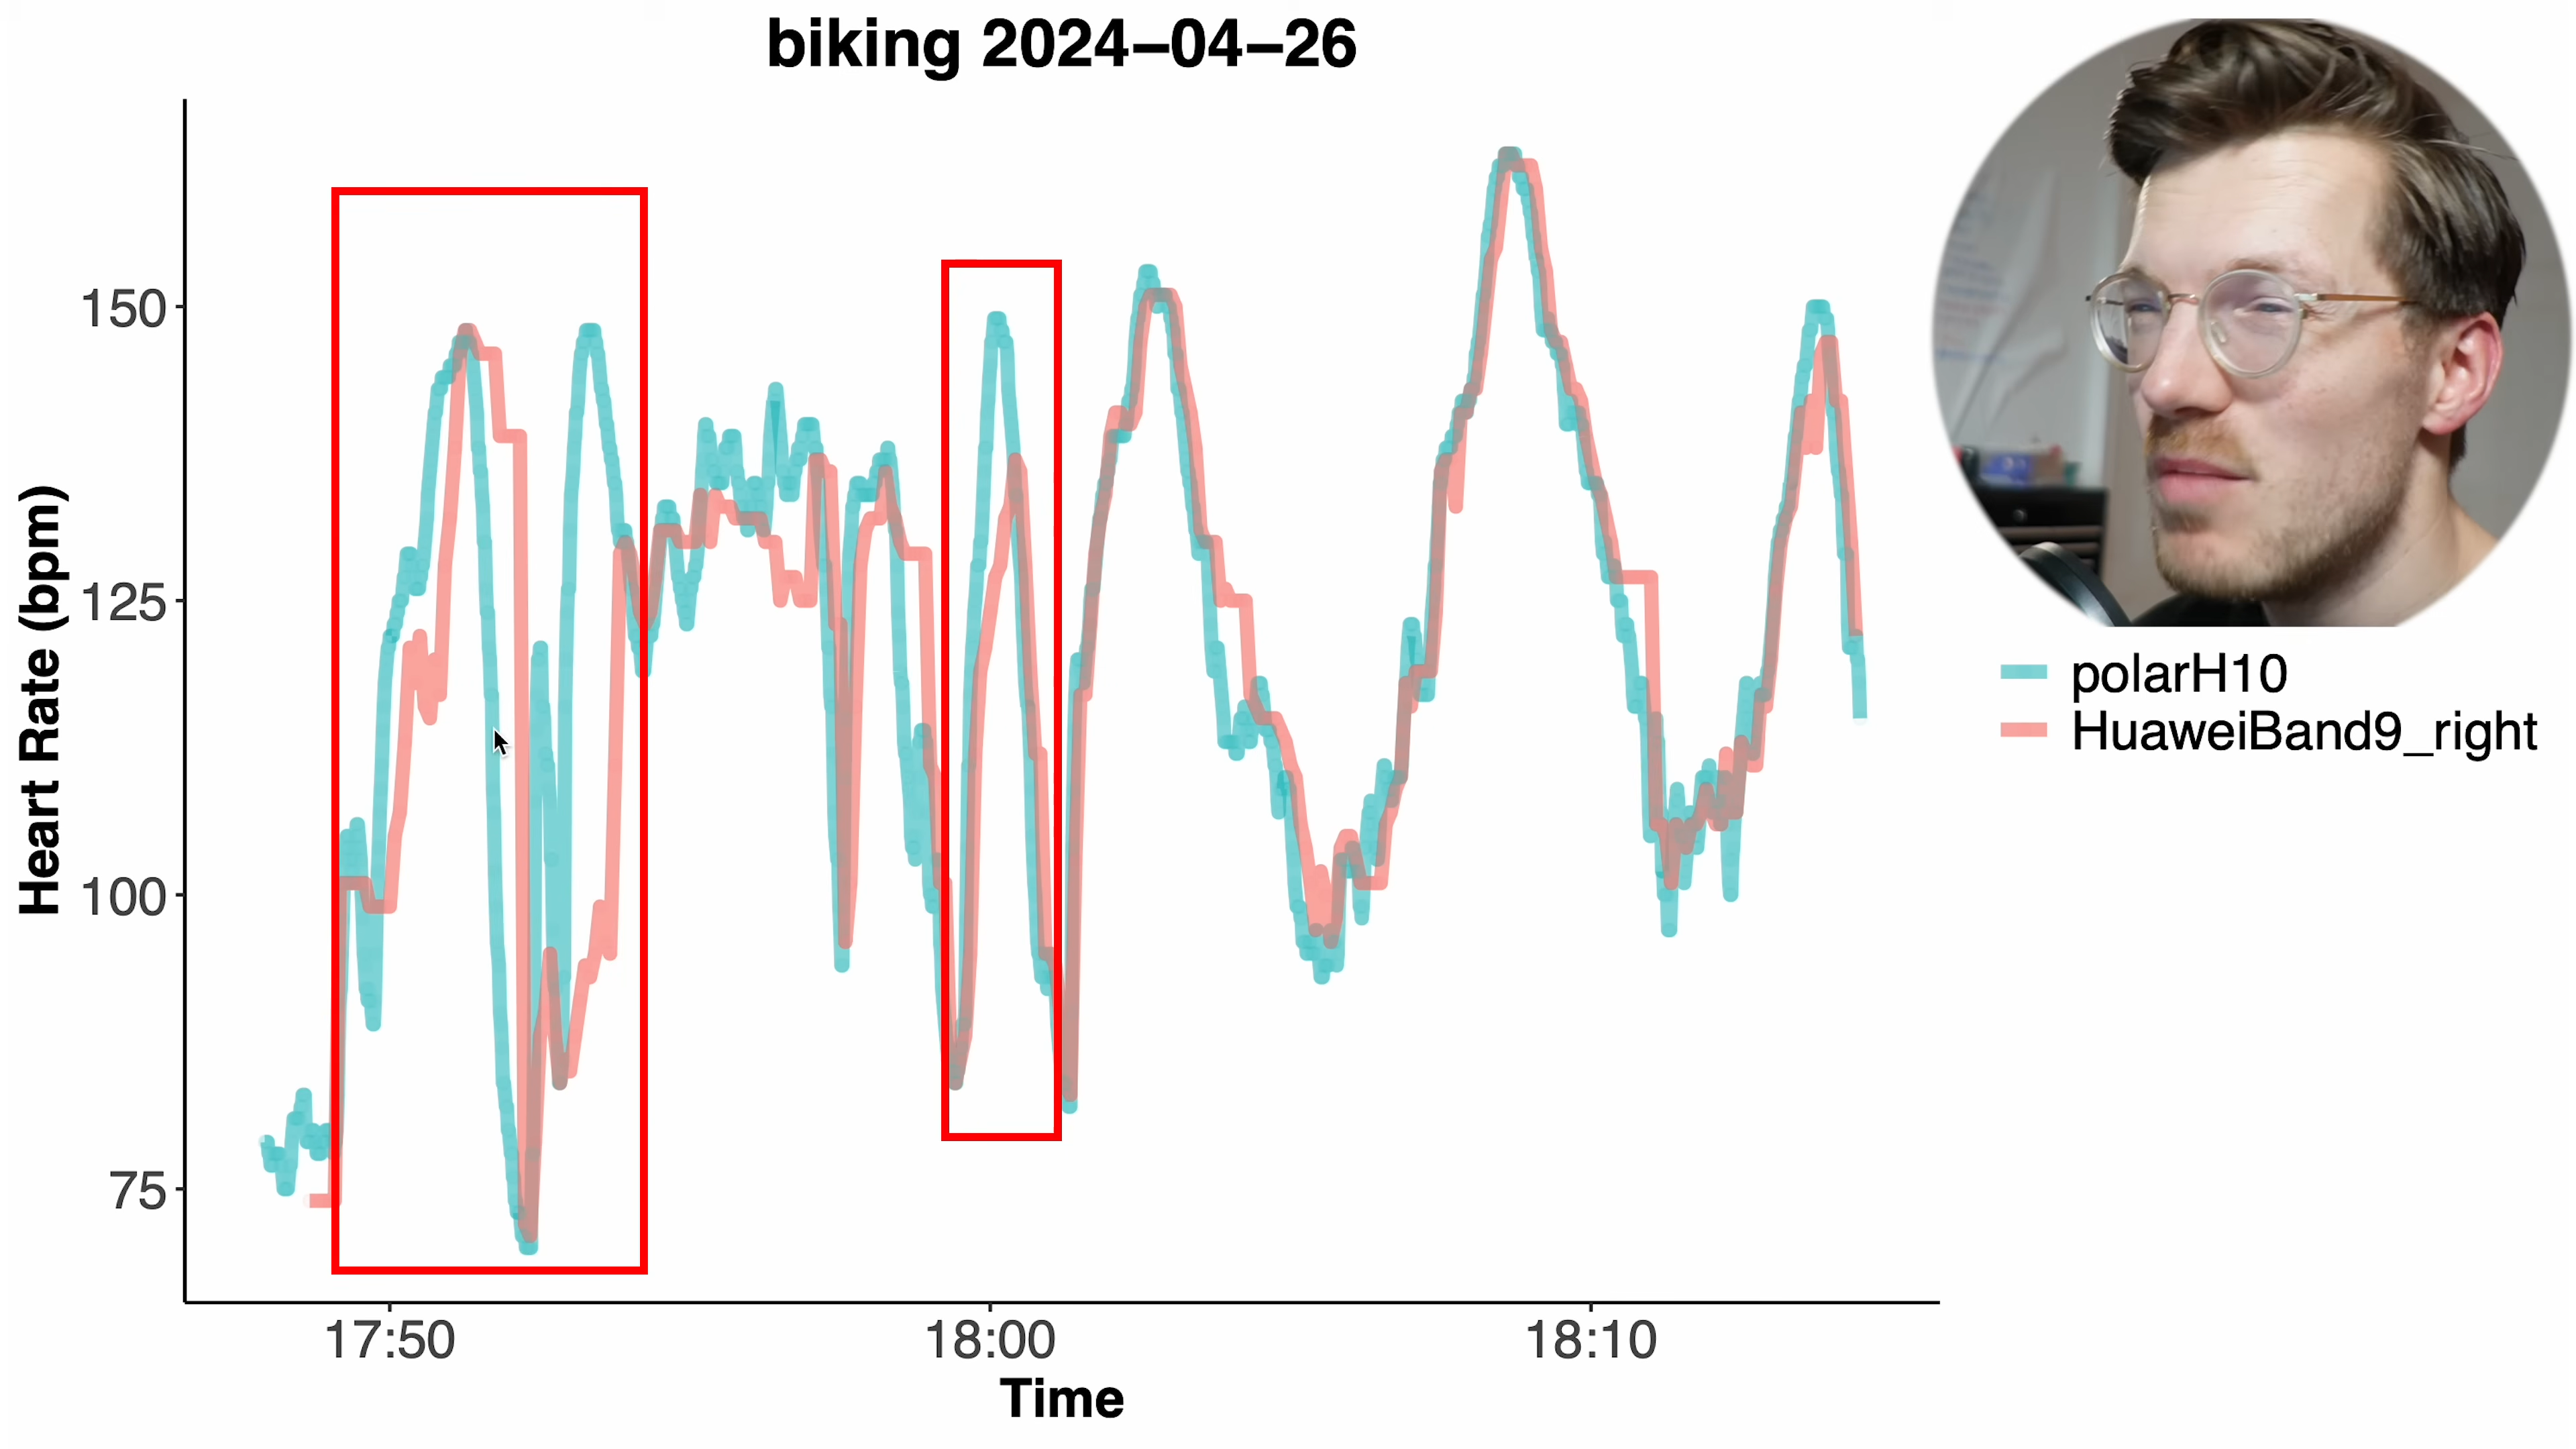 biking 2024–04–26
Heart Rate (bpm)
150
125
100
75
17:50
18:00
18:10
Time
polarH10
HuaweiBand9_right